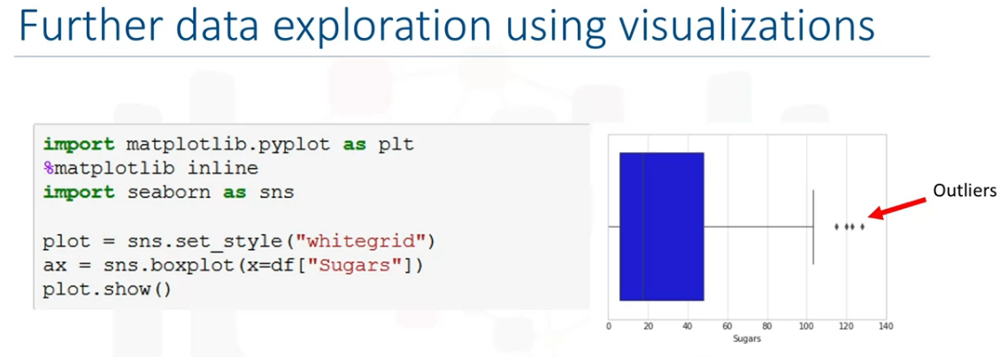 Further data exploration using visualizations
import matplotlib.pyplot as plt
%matplotlib inline
import seaborn as sns
plot = sns.set_style("whitegrid")
ax = sns.boxplot(x=df["Sugars"])
plot.show()
Outliers
0 20 40 60 80 100 120 140
Sugars